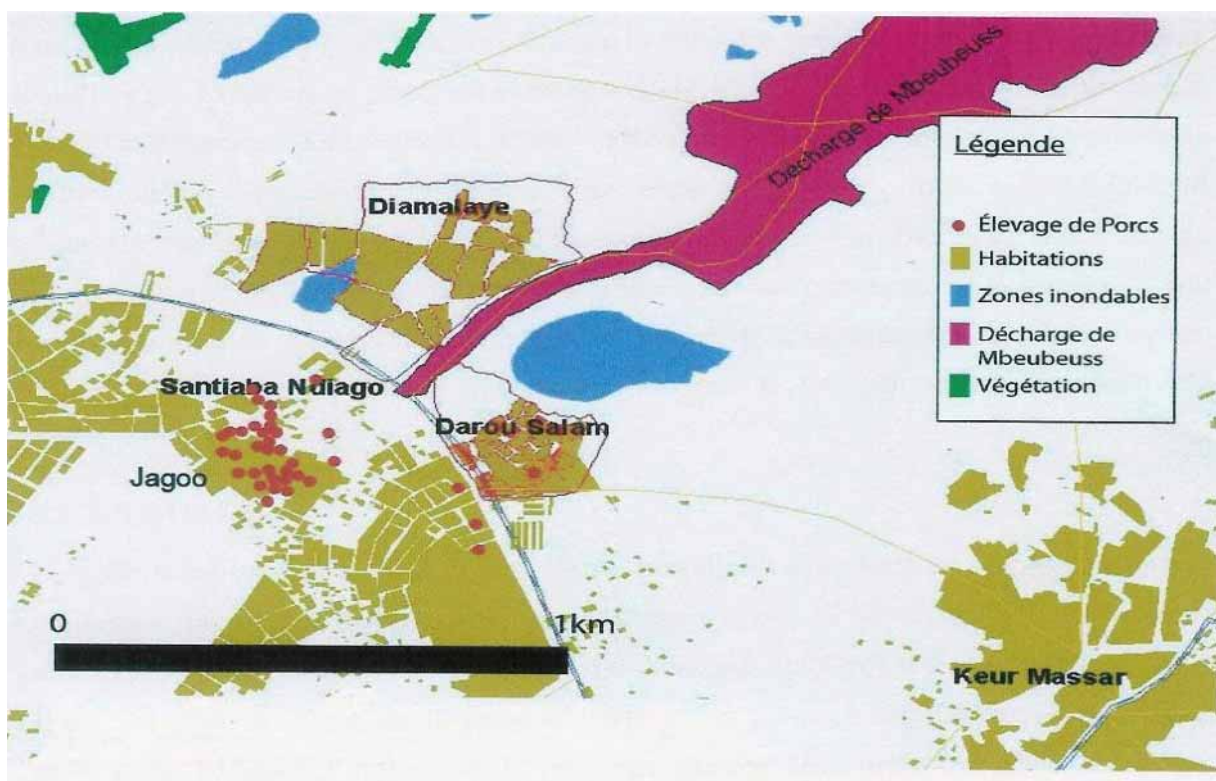 Décharge de Mbeubeuss
Légende
Élevage de Porcs
Habitations
Zones inondables
Décharge de
Mbeubeuss
Végétation
Diamalaye
Santiaba Ndiago
Darou Salam
Jagoo
0 1km
Keur Massar